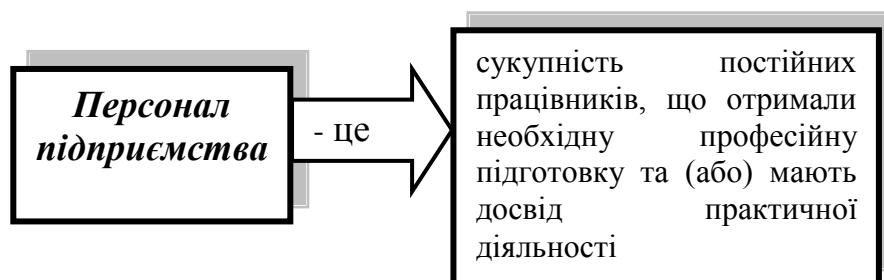 Персонал
підприємства
- це
сукупність постійних
працівників, що отримали
необхідну професійну
підготовку та (або) мають
досвід практичної
діяльності